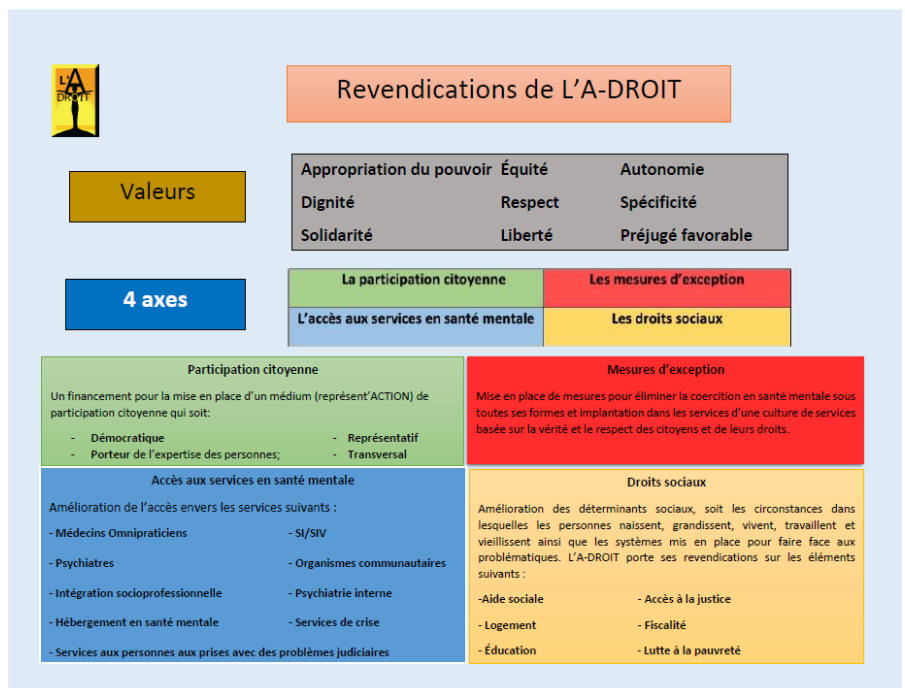 L'A
DROIT
Revendications de L'A-DROIT
Valeurs
Appropriation du pouvoir Équité Autonomie
Dignité Respect Spécificité
Solidarité Liberté Préjugé favorable
4 axes
La participation citoyenne Les mesures d'exception
L'accès aux services en santé mentale Les droits sociaux
Participation citoyenne
Un financement pour la mise en place d'un médium (représent'ACTION) de
participation citoyenne qui soit:
- Démocratique - Représentatif
- Porteur de l'expertise des personnes; - Transversal
Mesures d'exception
Mise en place de mesures pour éliminer la coercition en santé mentale sous
toutes ses formes et implantation dans les services d'une culture de services
basée sur la vérité et le respect des citoyens et de leurs droits.
Accès aux services en santé mentale
Amélioration de l'accès envers les services suivants :
- Médecins Omnipraticiens - SI/SIV
- Psychiatres - Organismes communautaires
- Intégration socioprofessionnelle - Psychiatrie interne
- Hébergement en santé mentale - Services de crise
- Services aux personnes aux prises avec des problèmes judiciaires
Droits sociaux
Amélioration des déterminants sociaux, soit les circonstances dans
lesquelles les personnes naissent, grandissent, vivent, travaillent et
vieillissent ainsi que les systèmes mis en place pour faire face aux
problématiques. L'A-DROIT porte ses revendications sur les éléments
suivants :
-Aide sociale - Accès à la justice
- Logement - Fiscalité
- Éducation - Lutte à la pauvreté